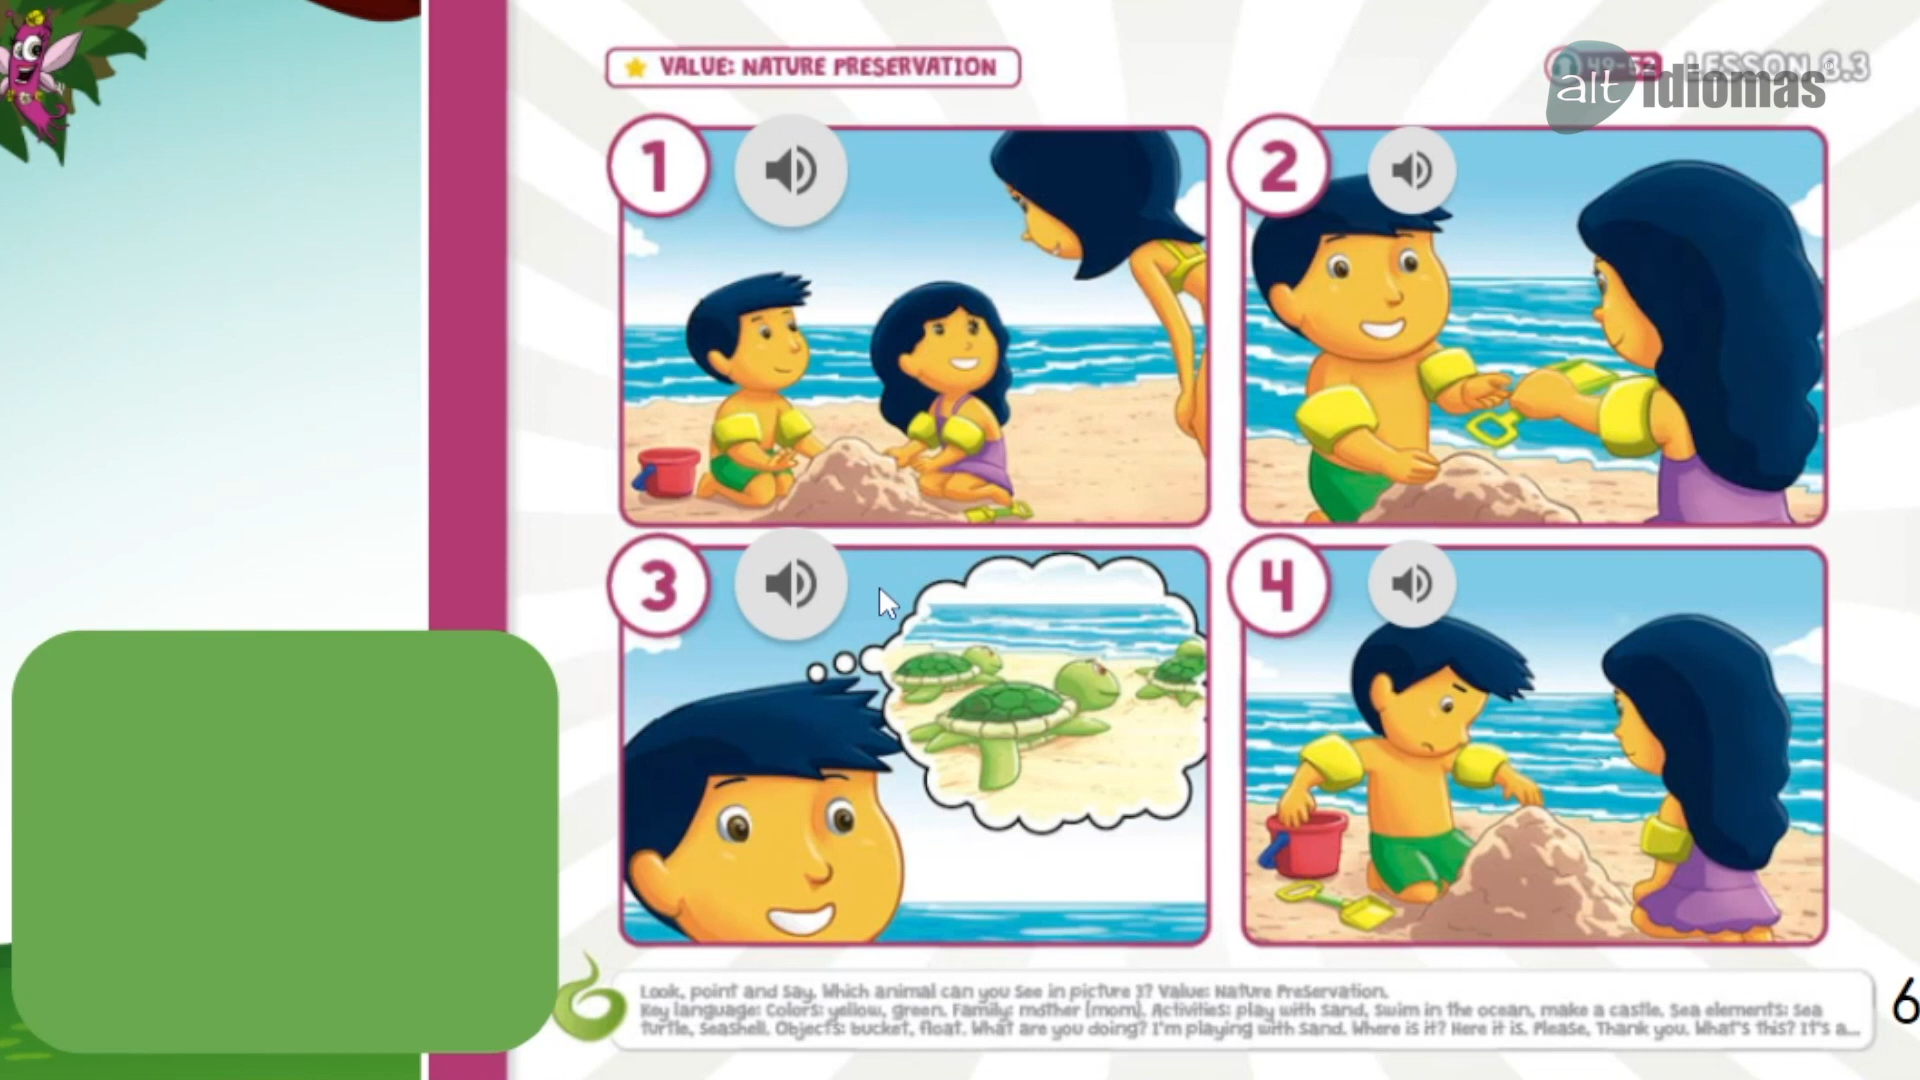 VALUE: NATURE PRESERVATION
49-52 LESSON 8.3
alt idiomas
1
2
3
4
Look, point and say. Which animal can you see in picture 3? Value: Nature Preservation.
Key language: Colors: yellow, green. Family: mother (mom). Activities: play with sand, swim in the ocean, make a castle. Sea elements: sea
turtle, seashell. Objects: bucket, float. What are you doing? I'm playing with sand. Where is it? Here it is. Please, Thank you. What's this? It's a...
6